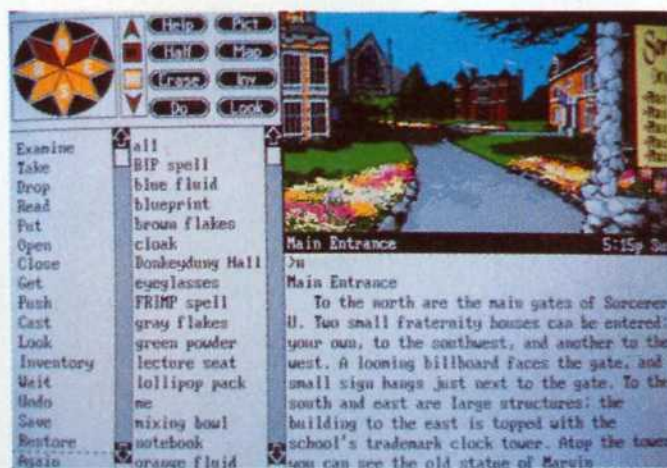 Help
Pict
Half
Map
Erase
Inv
Do
Look
Examine
Take
Drop
Read
Put
Open
Close
Get
Push
Cast
Look
Inventory
Wait
Undo
Save
Restore
Again
all
BIP spell
blue fluid
blueprint
brown flakes
cloak
Donkeydung Hall
eyeglasses
FRIMP spell
gray flakes
green powder
lecture seat
lollipop pack
me
mixing bowl
notebook
orange fluid
Main Entrance 5:15p
>n
Main Entrance
To the north are the main gates of Sorcerer
U. Two small fraternity houses can be entered:
your own, to the southwest, and another to the
west. A looming billboard faces the gate, and
small sign hangs just next to the gate. To the
south and east are large structures: the
building to the east is topped with the
school's trademark clock tower. Atop the tower
you can see the old statue of Marvin